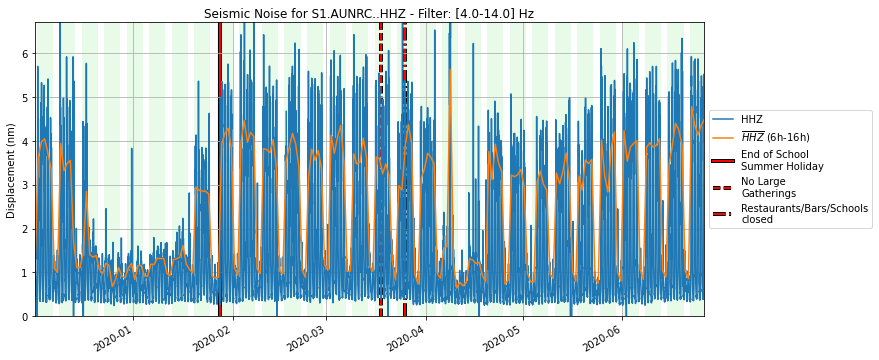 Seismic Noise for S1.AUNRC..HHZ - Filter: [4.0-14.0] Hz
Displacement (nm)
6
5
4
3
2
1
0
2020-01
2020-02
2020-03
2020-04
2020-05
2020-06
HHZ
HHZ (6h-16h)
End of School
Summer Holiday
No Large
Gatherings
Restaurants/Bars/Schools
closed